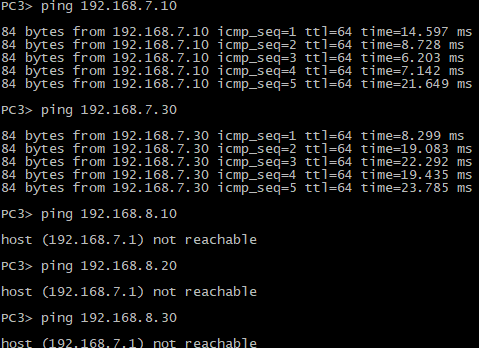 PC3> ping 192.168.7.10
84 bytes from 192.168.7.10 icmp_seq=1 ttl=64 time=14.597 ms
84 bytes from 192.168.7.10 icmp_seq=2 ttl=64 time=8.728 ms
84 bytes from 192.168.7.10 icmp_seq=3 ttl=64 time=6.203 ms
84 bytes from 192.168.7.10 icmp_seq=4 ttl=64 time=7.142 ms
84 bytes from 192.168.7.10 icmp_seq=5 ttl=64 time=21.649 ms
PC3> ping 192.168.7.30
84 bytes from 192.168.7.30 icmp_seq=1 ttl=64 time=8.299 ms
84 bytes from 192.168.7.30 icmp_seq=2 ttl=64 time=19.083 ms
84 bytes from 192.168.7.30 icmp_seq=3 ttl=64 time=22.292 ms
84 bytes from 192.168.7.30 icmp_seq=4 ttl=64 time=19.435 ms
84 bytes from 192.168.7.30 icmp_seq=5 ttl=64 time=23.785 ms
PC3> ping 192.168.8.10
host (192.168.7.1) not reachable
PC3> ping 192.168.8.20
host (192.168.7.1) not reachable
PC3> ping 192.168.8.30
host (192.168.7.1) not reachable